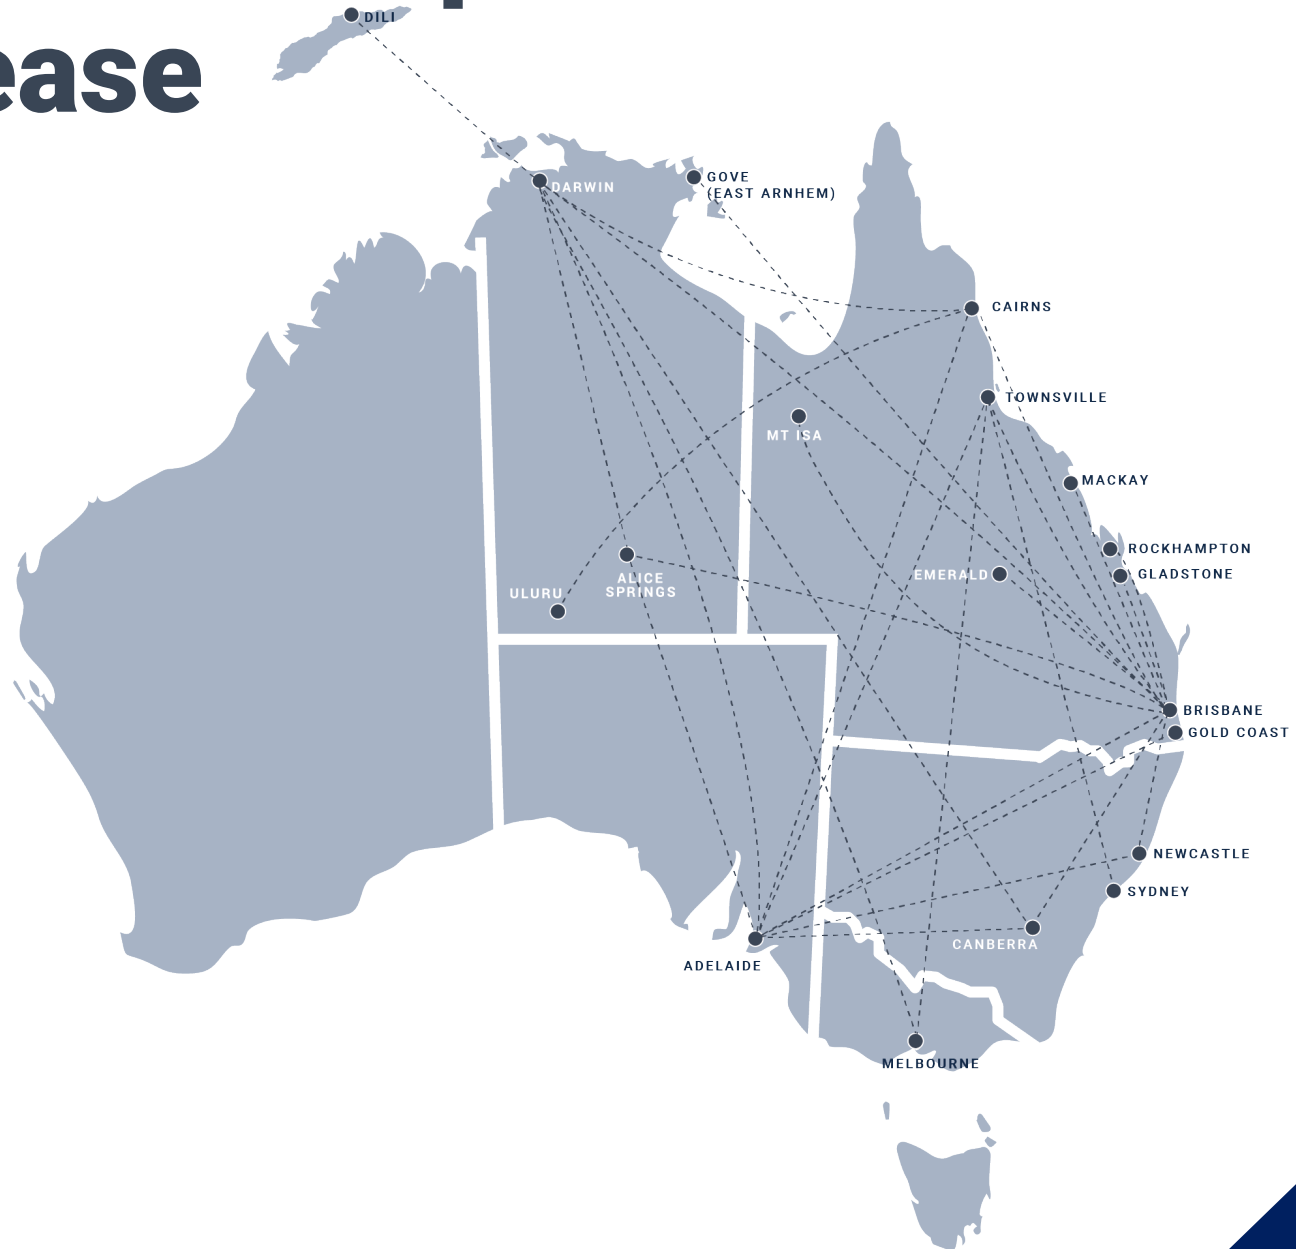 DILI
ease
GOVE
(EAST ARNHEM)
DARWIN
CAIRNS
TOWNSVILLE
MT ISA
MACKAY
ROCKHAMPTON
EMERALD
GLADSTONE
ALICE
SPRINGS
ULURU
BRISBANE
GOLD COAST
NEWCASTLE
SYDNEY
CANBERRA
ADELAIDE
MELBOURNE